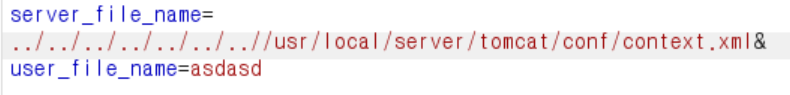 server_file_name=
../../../../../../..//usr/local/server/tomcat/conf/context.xml&
user_file_name=asdasd